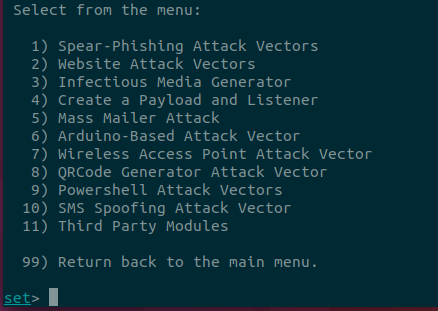 Select from the menu:
1) Spear-Phishing Attack Vectors
2) Website Attack Vectors
3) Infectious Media Generator
4) Create a Payload and Listener
5) Mass Mailer Attack
6) Arduino-Based Attack Vector
7) Wireless Access Point Attack Vector
8) QRCode Generator Attack Vector
9) Powershell Attack Vectors
10) SMS Spoofing Attack Vector
11) Third Party Modules
99) Return back to the main menu.
set>